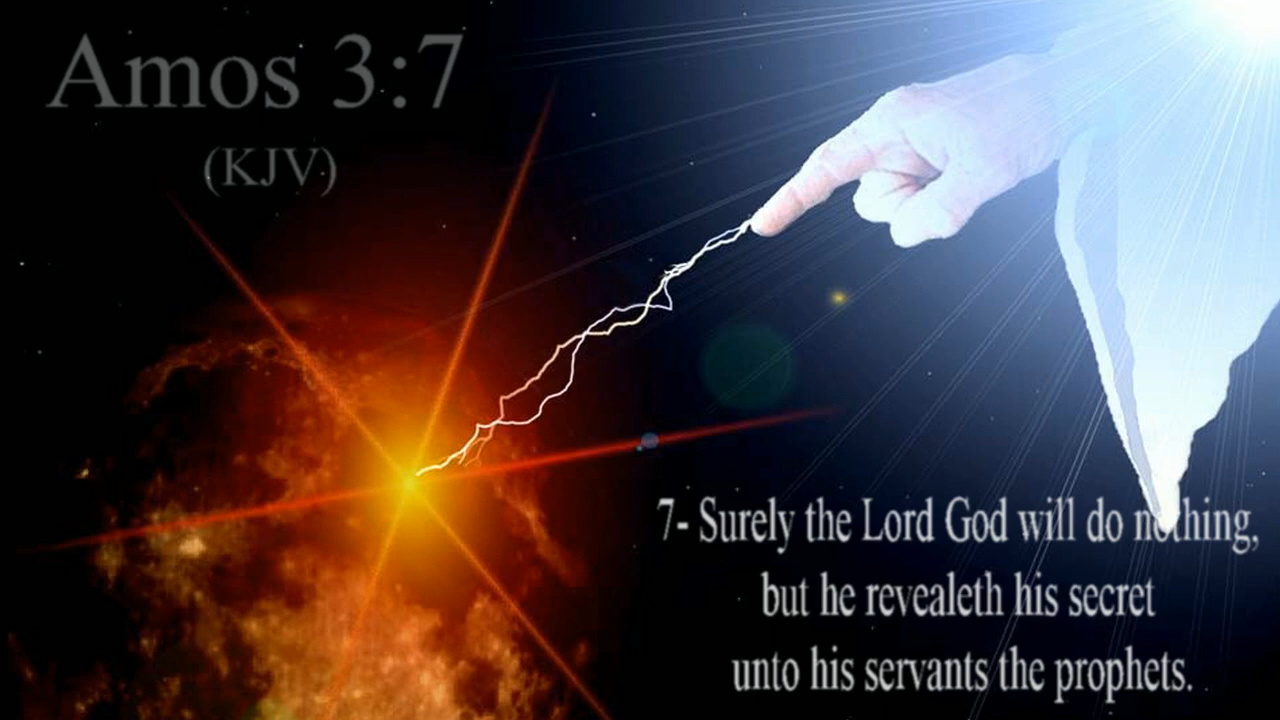 Amos 3:7
(KJV)
7- Surely the Lord God will do nothing,
but he revealeth his secret
unto his servants the prophets.